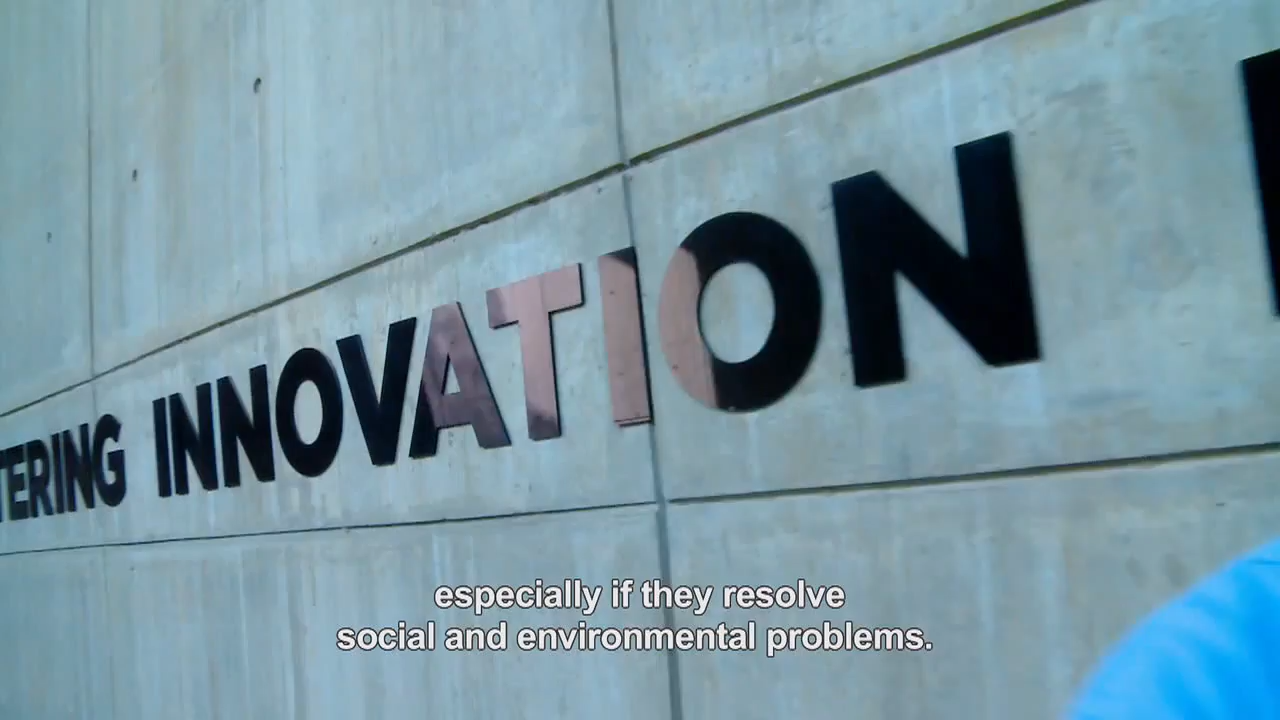 TERING INNOVATION
especially if they resolve
social and environmental problems.